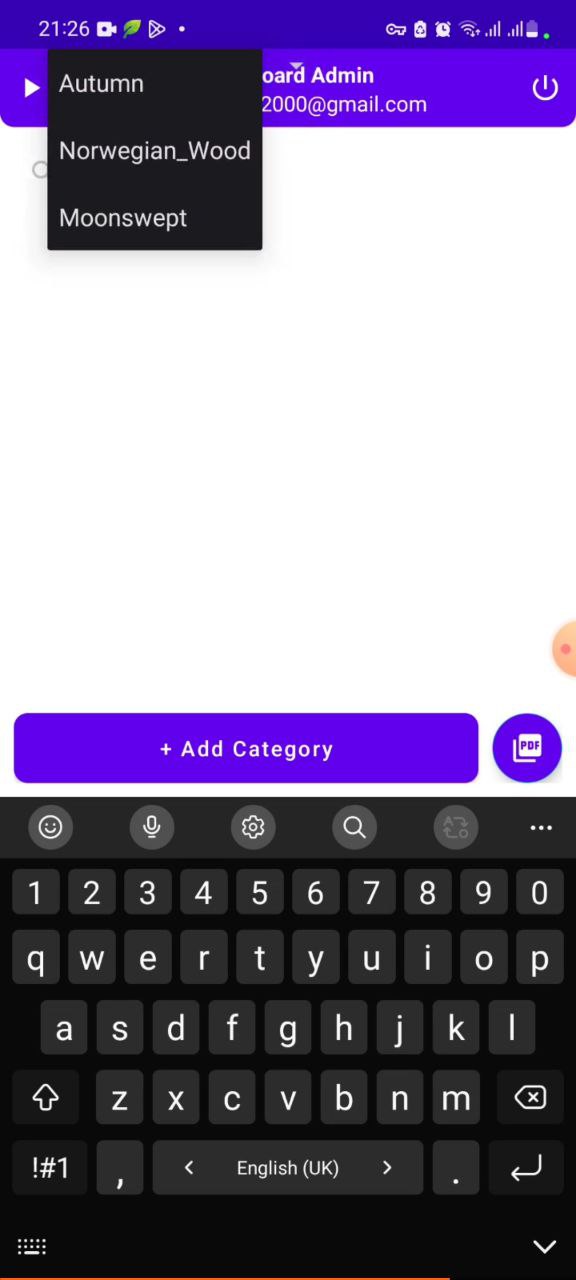 21:26
Autumn
oard Admin
2000@gmail.com
Norwegian_Wood
Moonswept
+ Add Category
PDF
1 2 3 4 5 6 7 8 9 0
q w e r t y u i o p
a s d f g h j k l
z x c v b n m
!#1 , < English (UK) > .